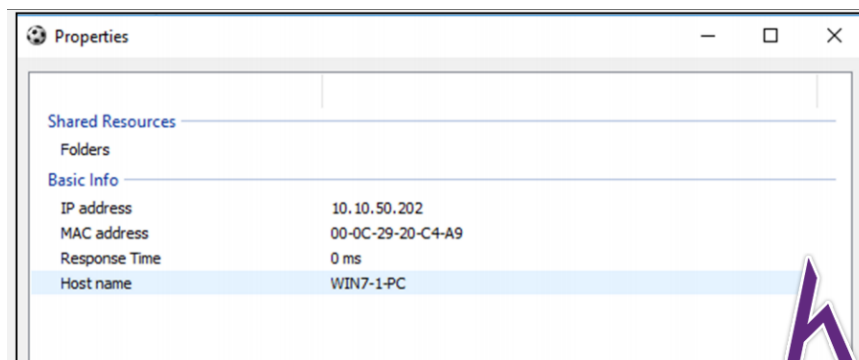 Properties
Shared Resources
Folders
Basic Info
IP address 10.10.50.202
MAC address 00-0C-29-20-C4-A9
Response Time 0 ms
Host name WIN7-1-PC